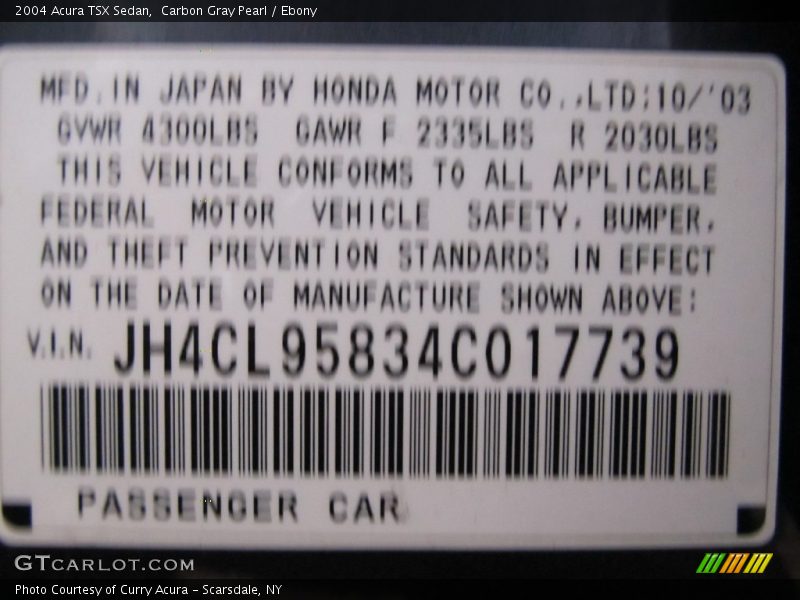 2004 Acura TSX Sedan,  Carbon Gray Pearl / Ebony
MFD. IN JAPAN BY HONDA MOTOR CO.,LTD; 10/'03
GVWR 4300LBS GAWR F 2335LBS R 2030LBS
THIS VEHICLE CONFORMS TO ALL APPLICABLE
FEDERAL MOTOR VEHICLE SAFETY, BUMPER,
AND THEFT PREVENTION STANDARDS IN EFFECT
ON THE DATE OF MANUFACTURE SHOWN ABOVE:
V.I.N. JH4CL95834C017739
PASSENGER CAR
GTCARLOT.COM
Photo Courtesy of Curry Acura - Scarsdale, NY